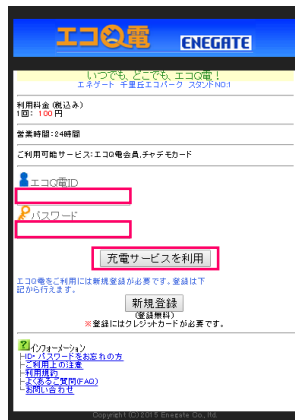 エコQ電 ENEGATE
いつでも、どこでも、エコQ電！
エネゲート 千里丘エコパーク スタンドNO:1
利用料金(税込み)
1回: 100円
営業時間:24時間
ご利用可能サービス:エコQ電会員,チャデモカード
エコQ電ID
パスワード
充電サービスを利用
エコQ電をご利用には新規登録が必要です。登録は下
記から行えます。
新規登録
(登録無料)
※登録にはクレジットカードが必要です。
インフォーメーション
ID・パスワードをお忘れの方
ご利用上の注意
利用規約
よくあるご質問(FAQ)
お問い合わせ
Copyright (C)2015 Enegate Co., ltd.